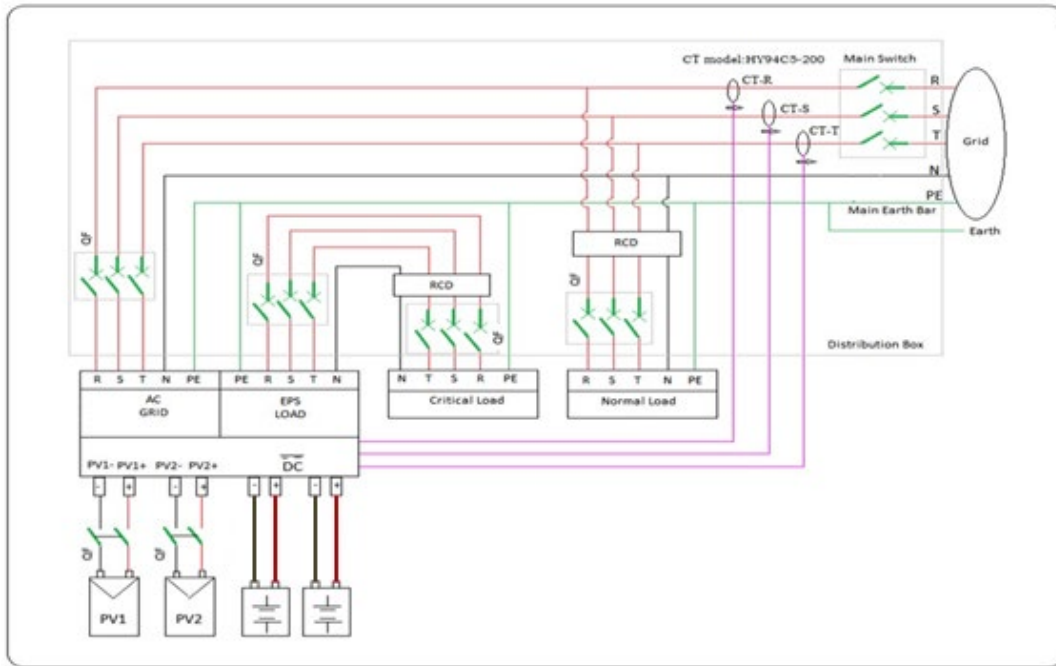 CT model:HY94C5-200
Main Switch
CT-R
R
CT-S
S
CT-T
T
Grid
N
PE
Main Earth Bar
Earth
QF
QF
RCD
RCD
QF
QF
Distribution Box
R S T N PE
PE R S T N
N T S R PE
R S T N PE
AC
GRID
EPS
LOAD
Critical Load
Normal Load
PV1- PV1+ PV2- PV2+
DC
- + - + - + - +
QF
QF
PV1
PV2